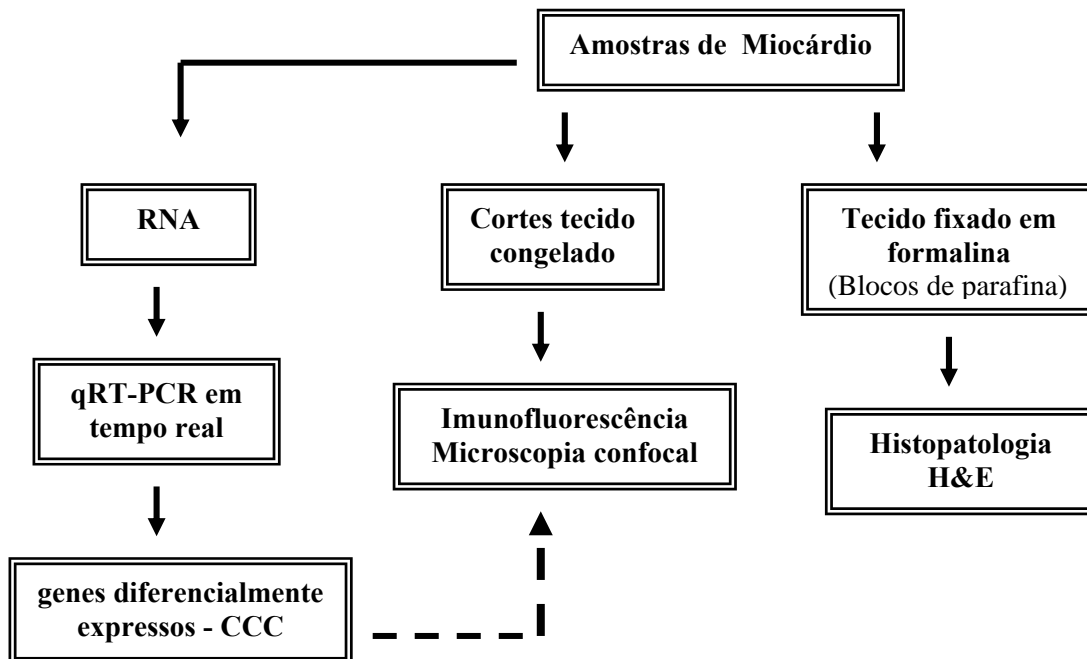 Amostras de Miocárdio
RNA
Cortes tecido
congelado
Tecido fixado em
formalina
(Blocos de parafina)
qRT-PCR em
tempo real
Imunofluorescência
Microscopia confocal
Histopatologia
H&E
genes diferencialmente
expressos - CCC